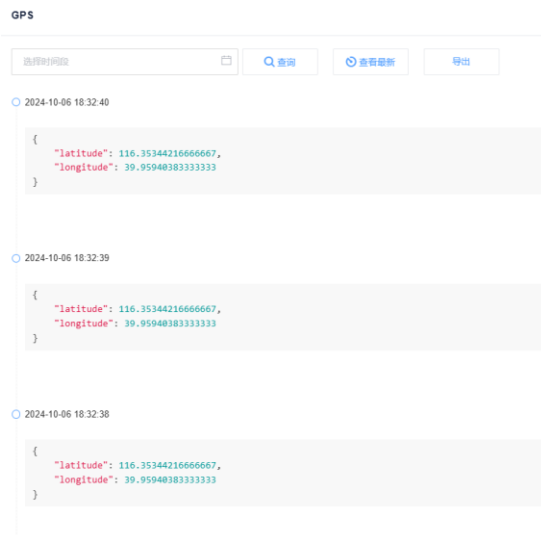 GPS
选择时间段 查询 查看最新 导出
2024-10-06 18:32:40
{
"latitude": 116.35344216666667,
"longitude": 39.95940383333333
}
2024-10-06 18:32:39
{
"latitude": 116.35344216666667,
"longitude": 39.95940383333333
}
2024-10-06 18:32:38
{
"latitude": 116.35344216666667,
"longitude": 39.95940383333333
}